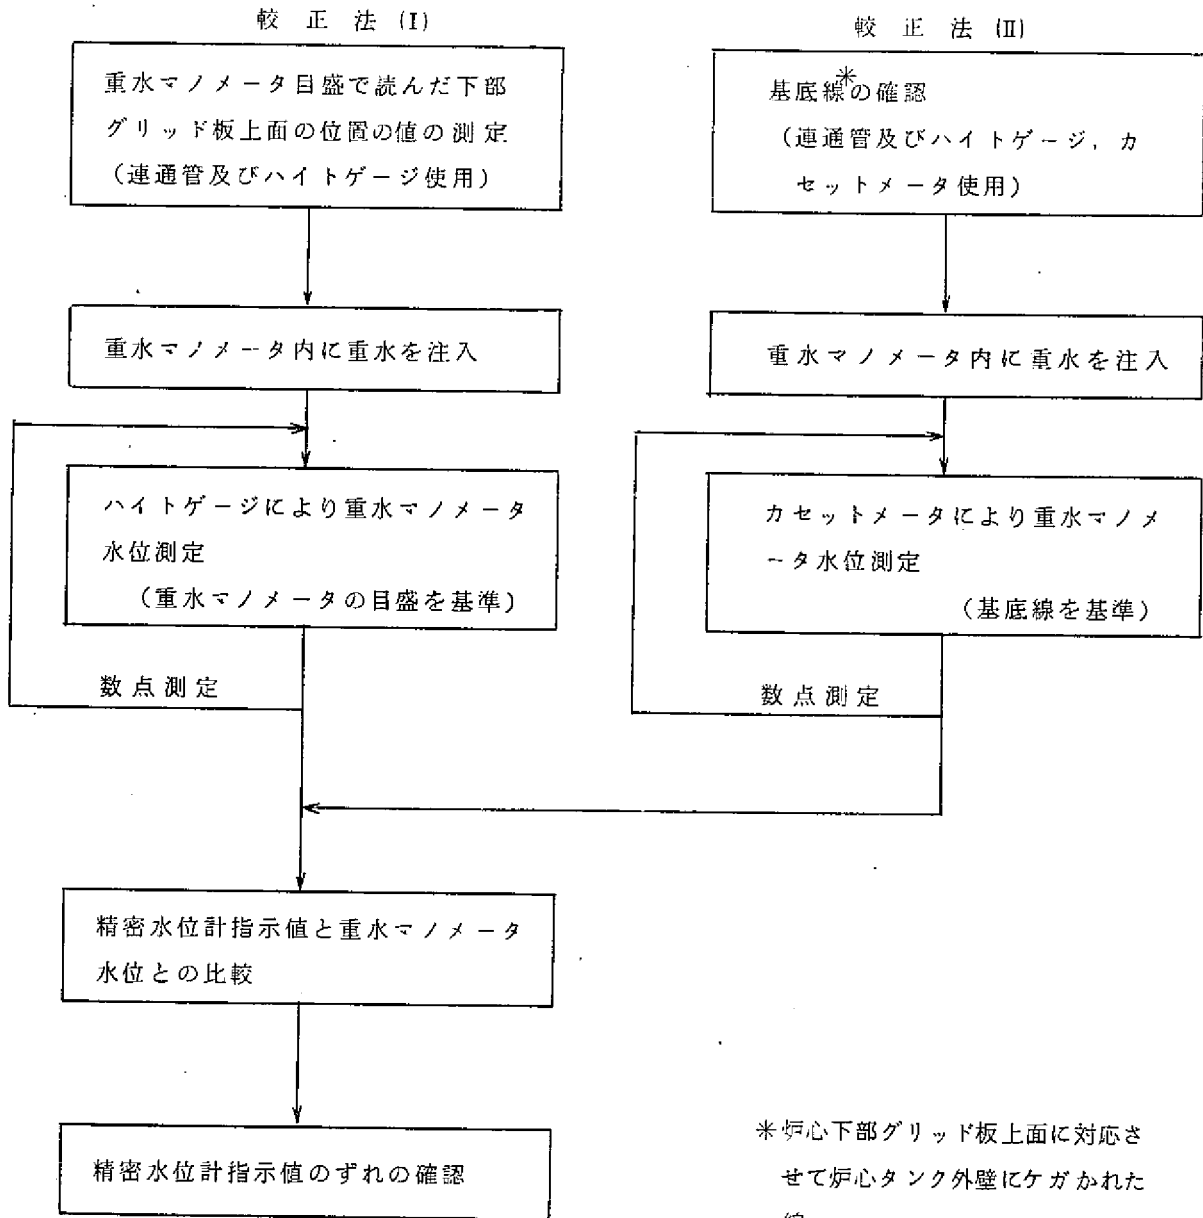 較正法(I)
重水マノメータ目盛で読んだ下部
グリッド板上面の位置の値の測定
(連通管及びハイトゲージ使用)
重水マノメータ内に重水を注入
ハイトゲージにより重水マノメータ
水位測定
(重水マノメータの目盛を基準)
数点測定
較正法(II)
基底線*の確認
(連通管及びハイトゲージ,カ
セットメータ使用)
重水マノメータ内に重水を注入
カセットメータにより重水マノメ
ータ水位測定
(基底線を基準)
数点測定
精密水位計指示値と重水マノメータ
水位との比較
精密水位計指示値のずれの確認
*炉心下部グリッド板上面に対応さ
せて炉心タンク外壁にケガかれた